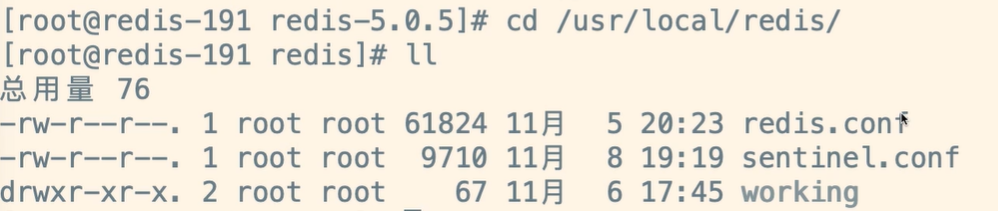 [root@redis-191 redis-5.0.5]# cd /usr/local/redis/
[root@redis-191 redis]# ll
总用量 76
-rw-r--r--. 1 root root 61824 11月  5 20:23 redis.conf
-rw-r--r--. 1 root root  9710 11月  8 19:19 sentinel.conf
drwxr-xr-x. 2 root root    67 11月  6 17:45 working